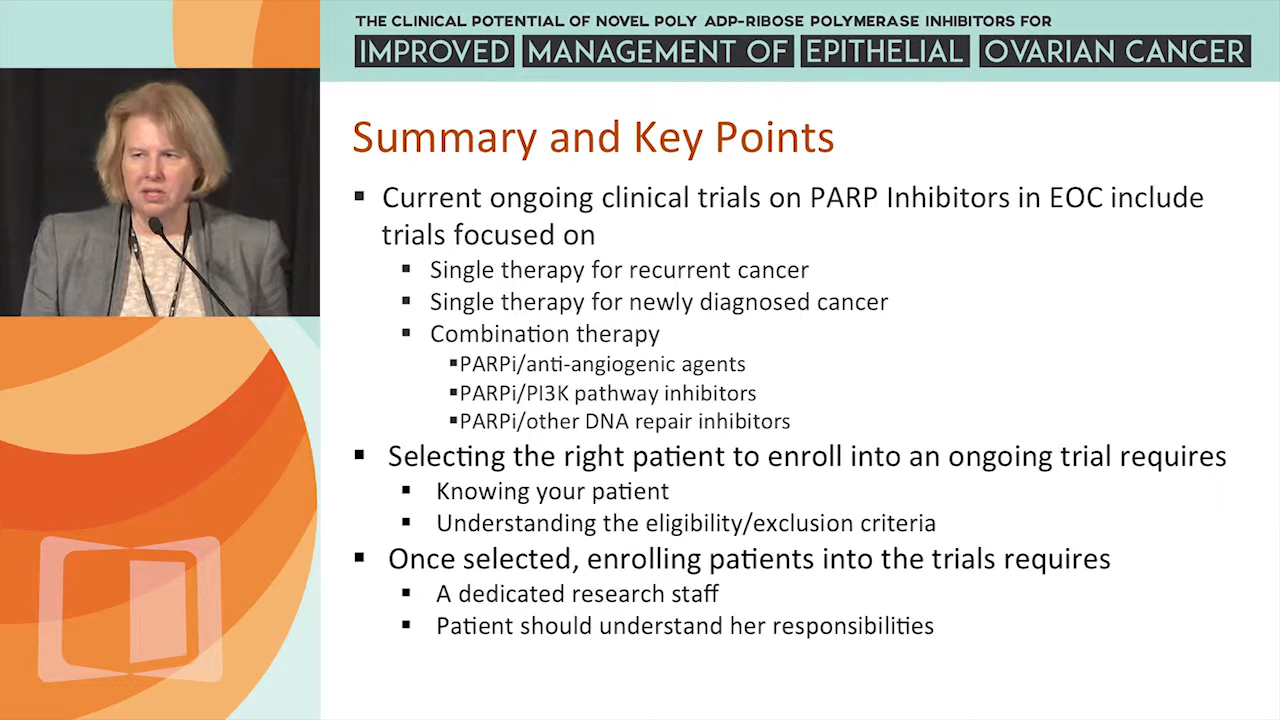 THE CLINICAL POTENTIAL OF NOVEL POLY ADP-RIBOSE POLYMERASE INHIBITORS FOR
IMPROVED MANAGEMENT OF EPITHELIAL OVARIAN CANCER
Summary and Key Points
▪ Current ongoing clinical trials on PARP Inhibitors in EOC include
trials focused on
▪ Single therapy for recurrent cancer
▪ Single therapy for newly diagnosed cancer
▪ Combination therapy
▪PARPi/anti-angiogenic agents
▪PARPi/PI3K pathway inhibitors
▪PARPi/other DNA repair inhibitors
▪ Selecting the right patient to enroll into an ongoing trial requires
▪ Knowing your patient
▪ Understanding the eligibility/exclusion criteria
▪ Once selected, enrolling patients into the trials requires
▪ A dedicated research staff
▪ Patient should understand her responsibilities